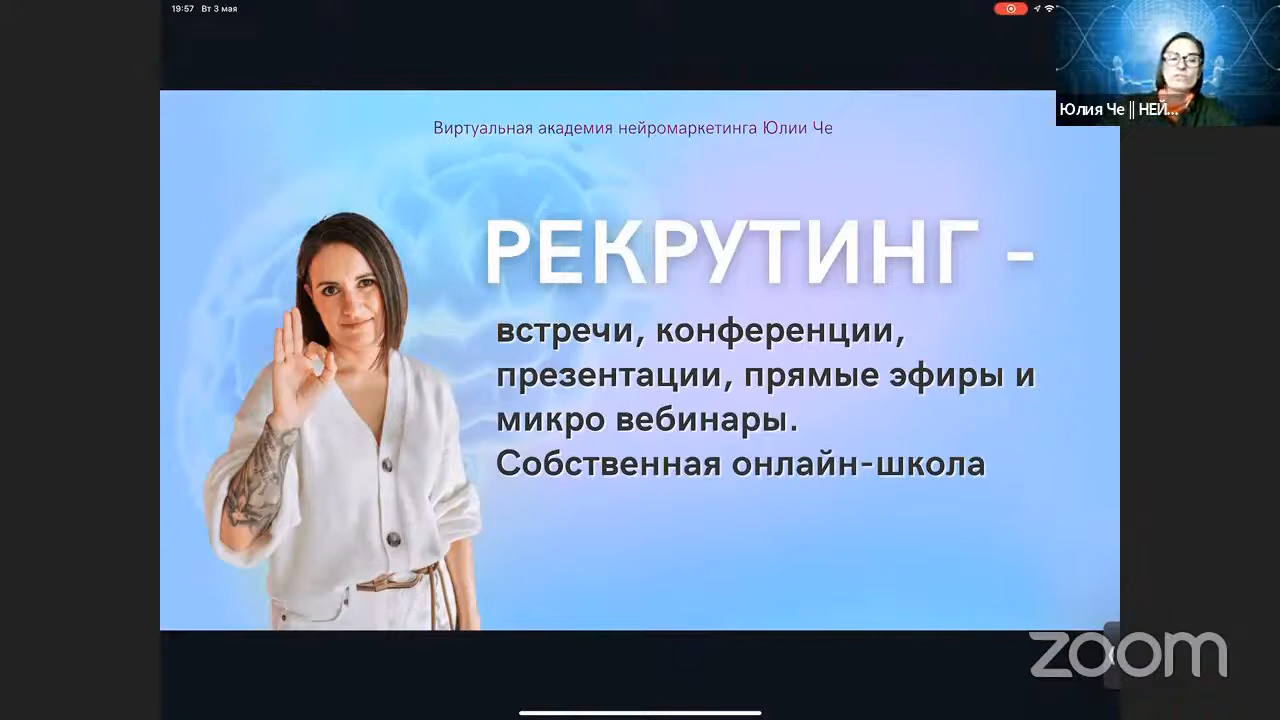 19:57 Вт 3 мая
Юлия Че || НЕЙ...
Виртуальная академия нейромаркетинга Юлии Че
РЕКРУТИНГ -
встречи, конференции,
презентации, прямые эфиры и
микро вебинары.
Собственная онлайн-школа
zoom